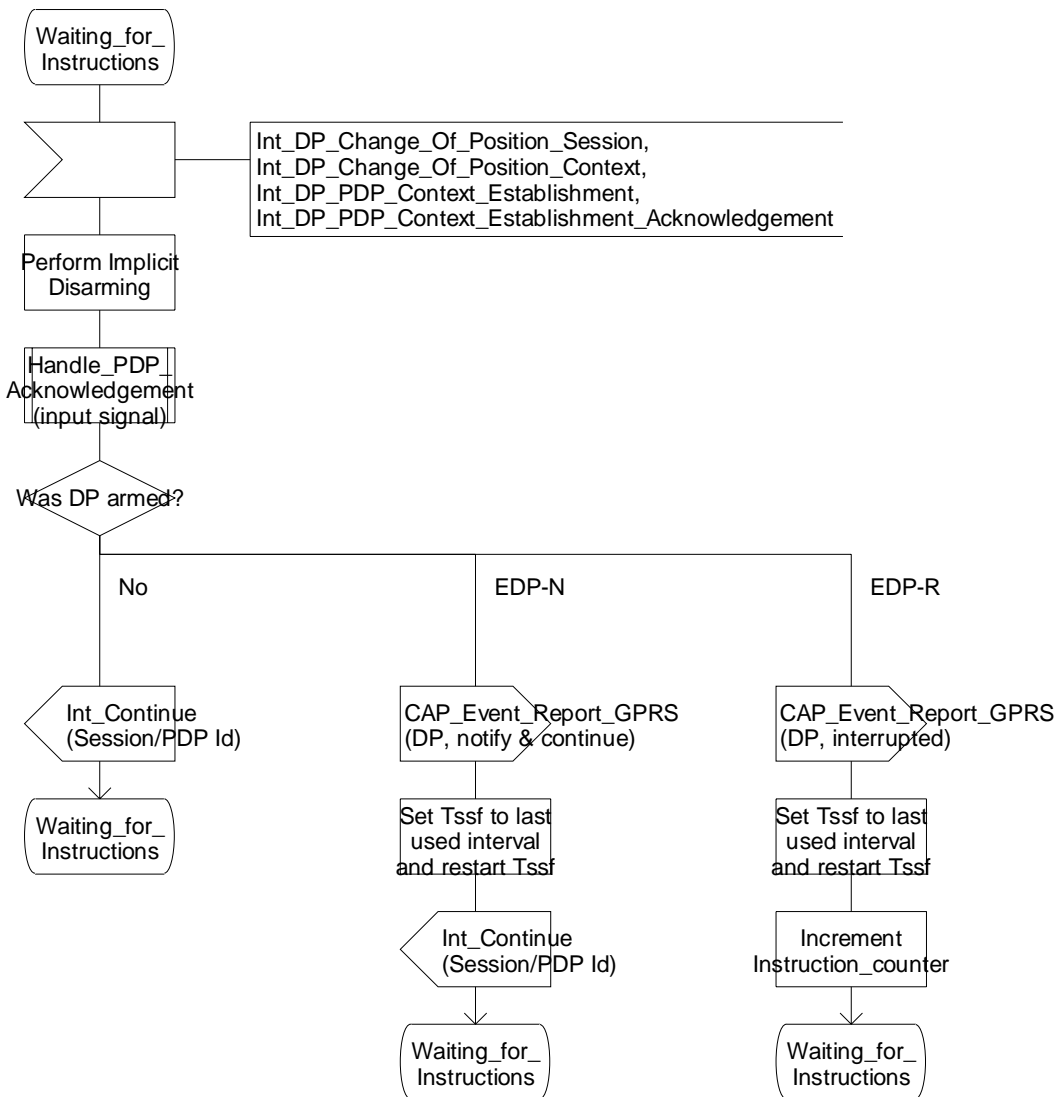 Waiting_for_
Instructions
Int_DP_Change_Of_Position_Session,
Int_DP_Change_Of_Position_Context,
Int_DP_PDP_Context_Establishment,
Int_DP_PDP_Context_Establishment_Acknowledgement
Perform Implicit
Disarming
Handle_PDP_
Acknowledgement
(input signal)
Was DP armed?
No
EDP-N
EDP-R
Int_Continue
(Session/PDP Id)
CAP_Event_Report_GPRS
(DP, notify & continue)
CAP_Event_Report_GPRS
(DP, interrupted)
Waiting_for_
Instructions
Set Tssf to last
used interval
and restart Tssf
Set Tssf to last
used interval
and restart Tssf
Int_Continue
(Session/PDP Id)
Increment
Instruction_counter
Waiting_for_
Instructions
Waiting_for_
Instructions